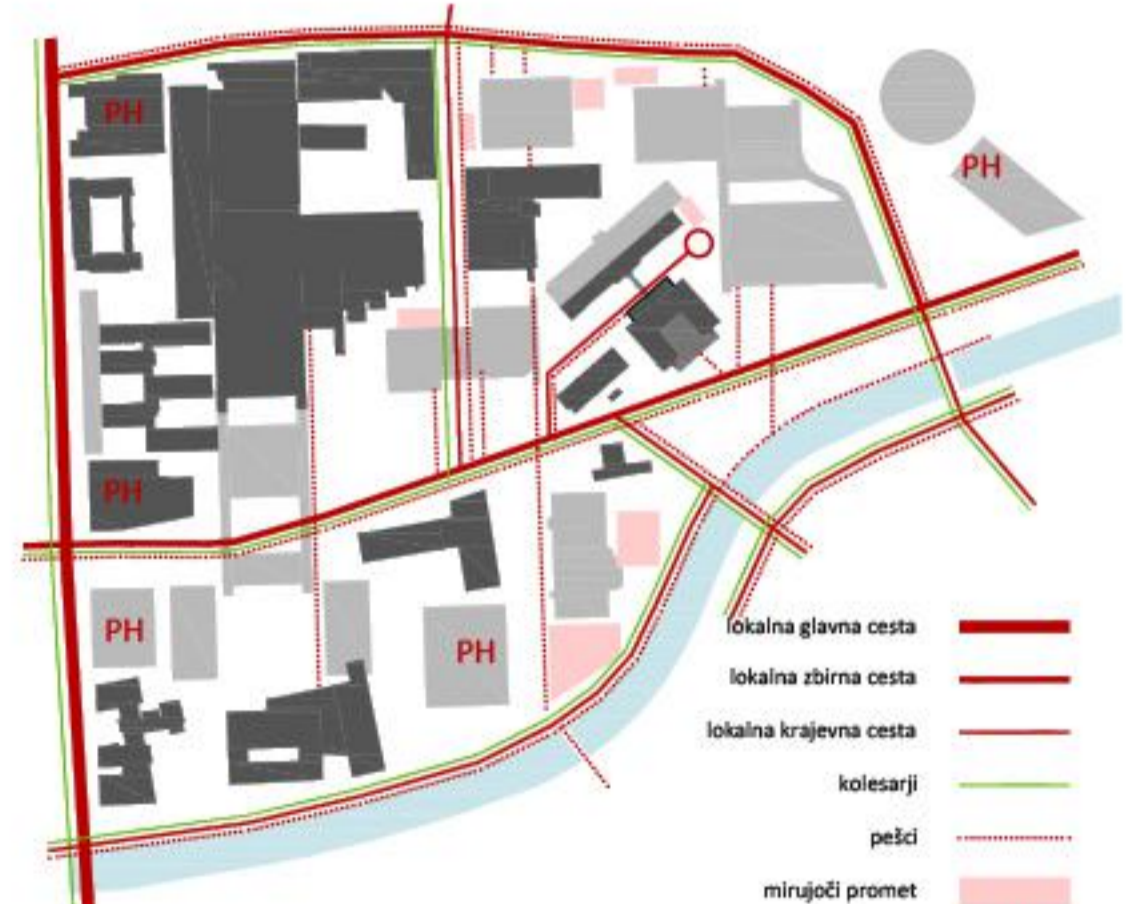 PH
PH
PH
PH
PH
lokalna glavna cesta
lokalna zbirna cesta
lokalna krajevna cesta
kolesarji
pešci
mirujoči promet